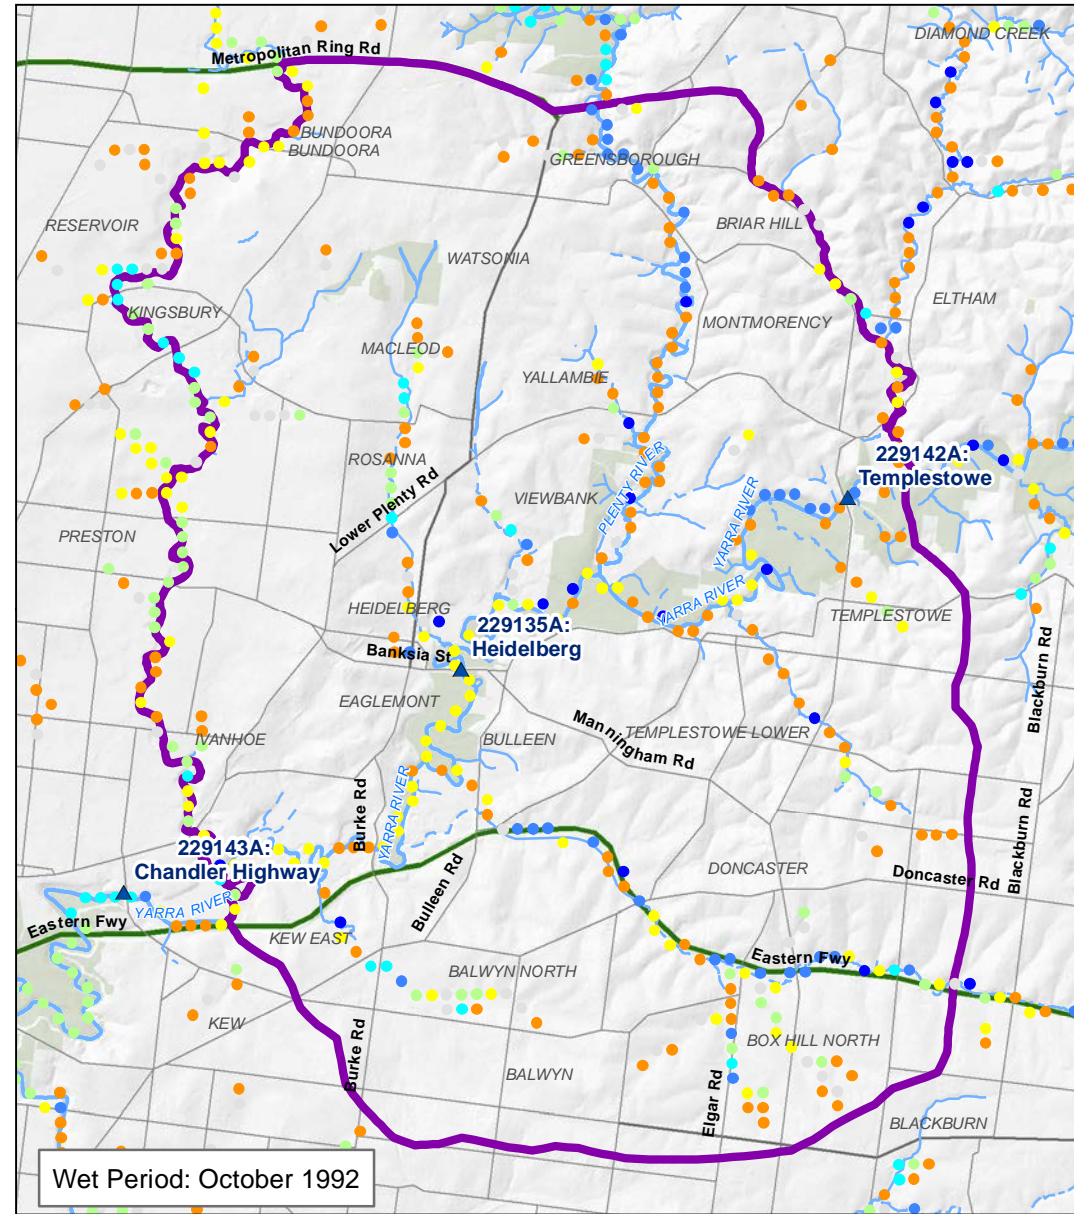 DIAMOND CREEK
Metropolitan Ring Rd
BUNDOORA
BUNDOORA
GREENSBOROUGH
RESERVOIR
BRIAR HILL
WATSONIA
ELTHAM
KINGSBURY
MONTMORENCY
MACLEOD
YALLAMBIE
ROSANNA
229142A:
Templestowe
Lower Plenty Rd
VIEWBANK
PLENTY RIVER
YARRA RIVER
PRESTON
YARRA RIVER
HEIDELBERG
TEMPLESTOWE
229135A:
Heidelberg
Banksia St
Blackburn Rd
EAGLEMONT
IVANHOE
BULLEEN
Manningham Rd
TEMPLESTOWE LOWER
Burke Rd
YARRA RIVER
229143A:
Chandler Highway
Blackburn Rd
DONCASTER
Doncaster Rd
Bulleen Rd
YARRA RIVER
Eastern Fwy
KEW EAST
Eastern Fwy
BALWYN NORTH
KEW
BOX HILL NORTH
Burke Rd
BALWYN
Elgar Rd
BLACKBURN
Wet Period: October 1992